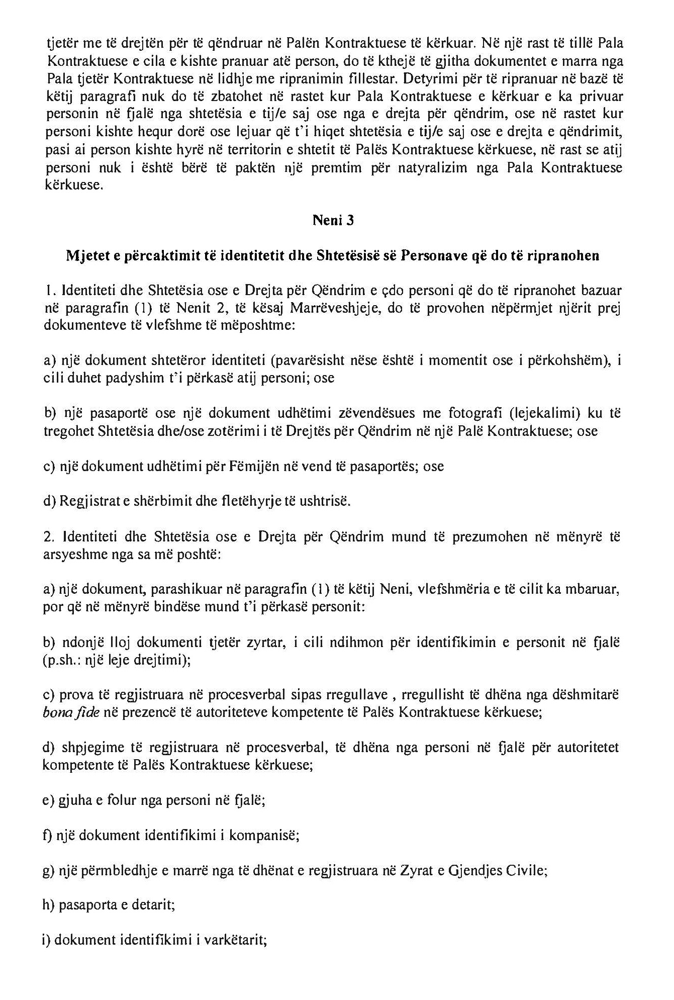 tjetër me të drejtën për të qëndruar në Palën Kontraktuese të kërkuar. Në një rast të tillë Pala
Kontraktuese e cila e kishte pranuar atë person, do të kthejë të gjitha dokumentet e marra nga
Pala tjetër Kontraktuese në lidhje me ripranimin fillestar. Detyrimi për të ripranuar në bazë të
këtij paragrafi nuk do të zbatohet në rastet kur Pala Kontraktuese e kërkuar e ka privuar
personin në fjalë nga shtetësia e tij/e saj ose nga e drejta për qëndrim, ose në rastet kur
personi kishte hequr dorë ose lejuar që t'i hiqet shtetësia e tij/e saj ose e drejta e qëndrimit,
pasi ai person kishte hyrë në territorin e shtetit të Palës Kontraktuese kërkuese, në rast se atij
personi nuk i është bërë të paktën një premtim për natyralizim nga Pala Kontraktuese
kërkuese.
Neni 3
Mjetet e përcaktimit të identitetit dhe Shtetësisë së Personave që do të ripranohen
1. Identiteti dhe Shtetësia ose e Drejta për Qëndrim e çdo personi që do të ripranohet bazuar
në paragrafin (1) të Nenit 2, të kësaj Marrëveshjeje, do të provohen nëpërmjet njërit prej
dokumenteve të vlefshme të mëposhtme:
a) një dokument shtetëror identiteti (pavarësisht nëse është i momentit ose i përkohshëm), i
cili duhet padyshim t'i përkasë atij personi; ose
b) një pasaportë ose një dokument udhëtimi zëvendësues me fotografi (lejekalimi) ku të
tregohet Shtetësia dhe/ose zotërimi i të Drejtës për Qëndrim në një Palë Kontraktuese; ose
c) një dokument udhëtimi për Fëmijën në vend të pasaportës; ose
d) Regjistrat e shërbimit dhe fletëhyrje të ushtrisë.
2. Identiteti dhe Shtetësia ose e Drejta për Qëndrim mund të prezumohen në mënyrë të
arsyeshme nga sa më poshtë:
a) një dokument, parashikuar në paragrafin (1) të këtij Neni, vlefshmëria e të cilit ka mbaruar,
por që në mënyrë bindëse mund t'i përkasë personit:
b) ndonjë lloj dokumenti tjetër zyrtar, i cili ndihmon për identifikimin e personit në fjalë
(p.sh.: një leje drejtimi);
c) prova të regjistruara në procesverbal sipas rregullave , rregullisht të dhëna nga dëshmitarë
bona fide në prezencë të autoriteteve kompetente të Palës Kontraktuese kërkuese;
d) shpjegime të regjistruara në procesverbal, të dhëna nga personi në fjalë për autoritetet
kompetente të Palës Kontraktuese kërkuese;
e) gjuha e folur nga personi në fjalë;
f) një dokument identifikimi i kompanisë;
g) një përmbledhje e marrë nga të dhënat e regjistruara në Zyrat e Gjendjes Civile;
h) pasaporta e detarit;
i) dokument identifikimi i varkëtarit;